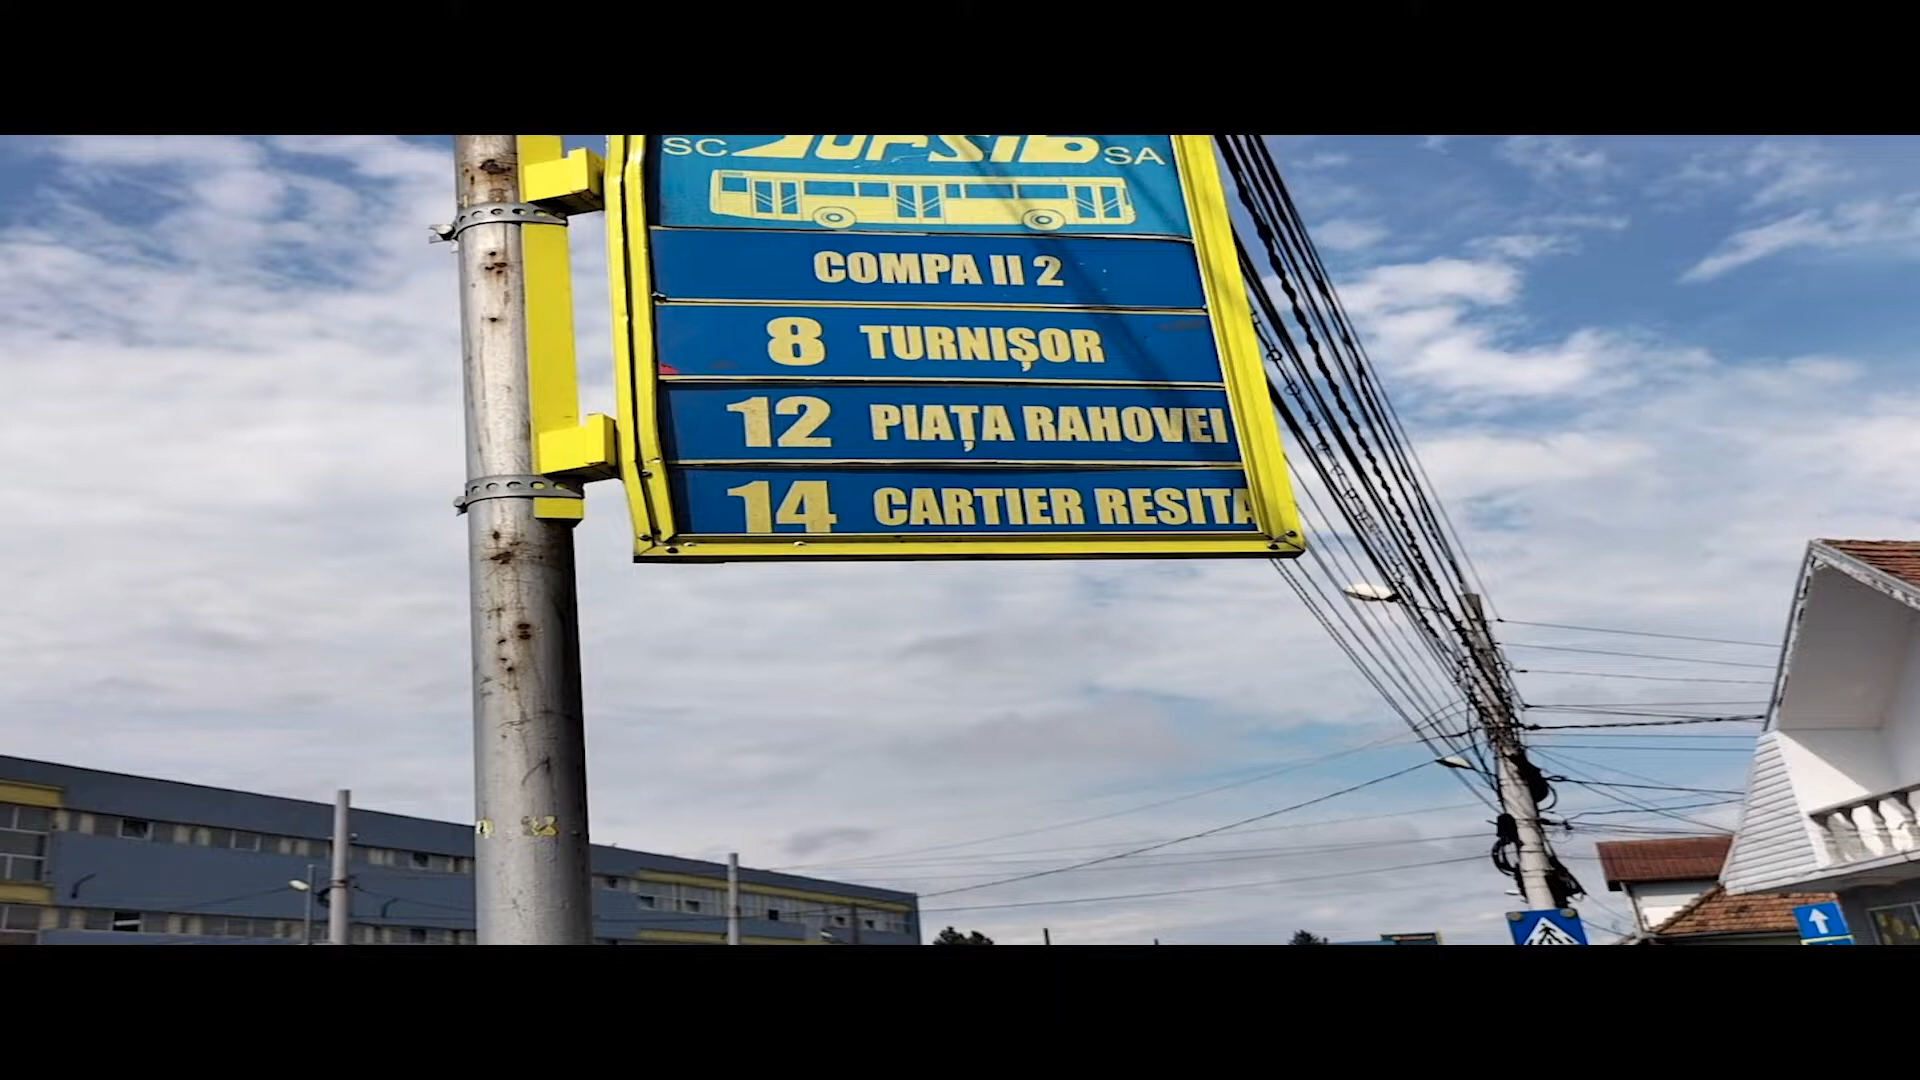 SC Tursib SA
COMPA II 2
8 TURNIȘOR
12 PIAȚA RAHOVEI
14 CARTIER RESITA